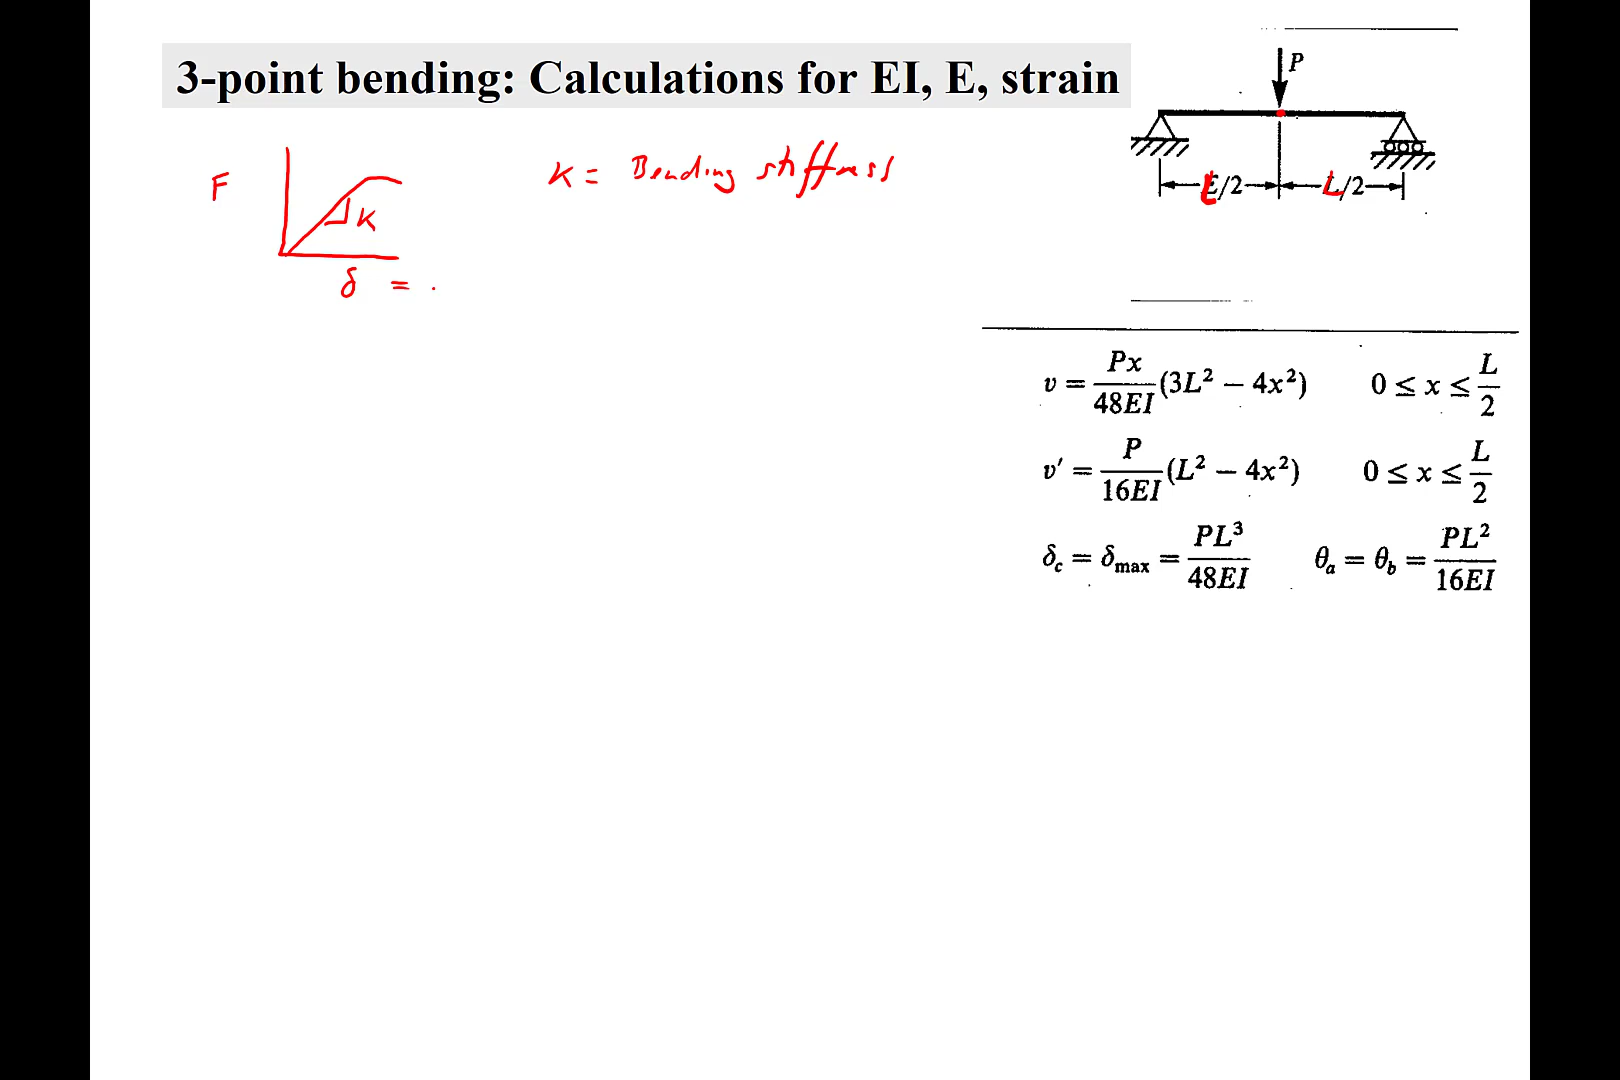 3-point bending: Calculations for EI, E, strain
P
L/2 L/2
F
K
δ = .
K = Bending stiffness
v = Px/48EI (3L² − 4x²) 0 ≤ x ≤ L/2
v′ = P/16EI (L² − 4x²) 0 ≤ x ≤ L/2
δc = δmax = PL³/48EI θa = θb = PL²/16EI